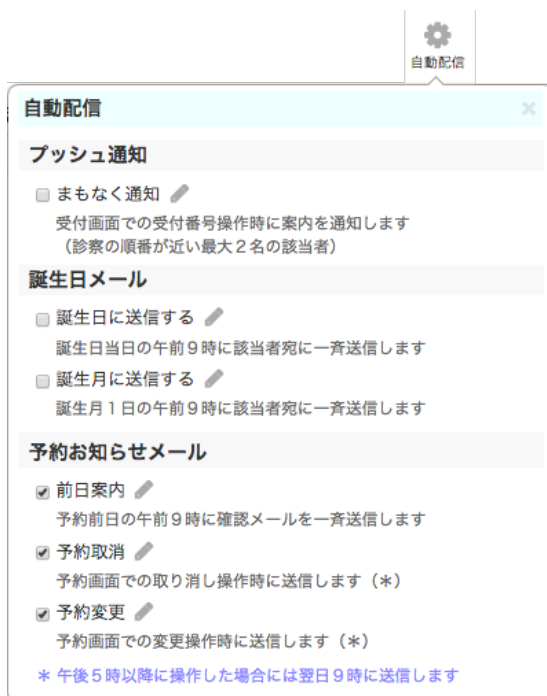 自動配信
自動配信
プッシュ通知
まもなく通知
受付画面での受付番号操作時に案内を通知します
（診察の順番が近い最大２名の該当者）
誕生日メール
誕生日に送信する
誕生日当日の午前９時に該当者宛に一斉送信します
誕生月に送信する
誕生月１日の午前９時に該当者宛に一斉送信します
予約お知らせメール
前日案内
予約前日の午前９時に確認メールを一斉送信します
予約取消
予約画面での取り消し操作時に送信します（＊）
予約変更
予約画面での変更操作時に送信します（＊）
＊ 午後５時以降に操作した場合には翌日９時に送信します